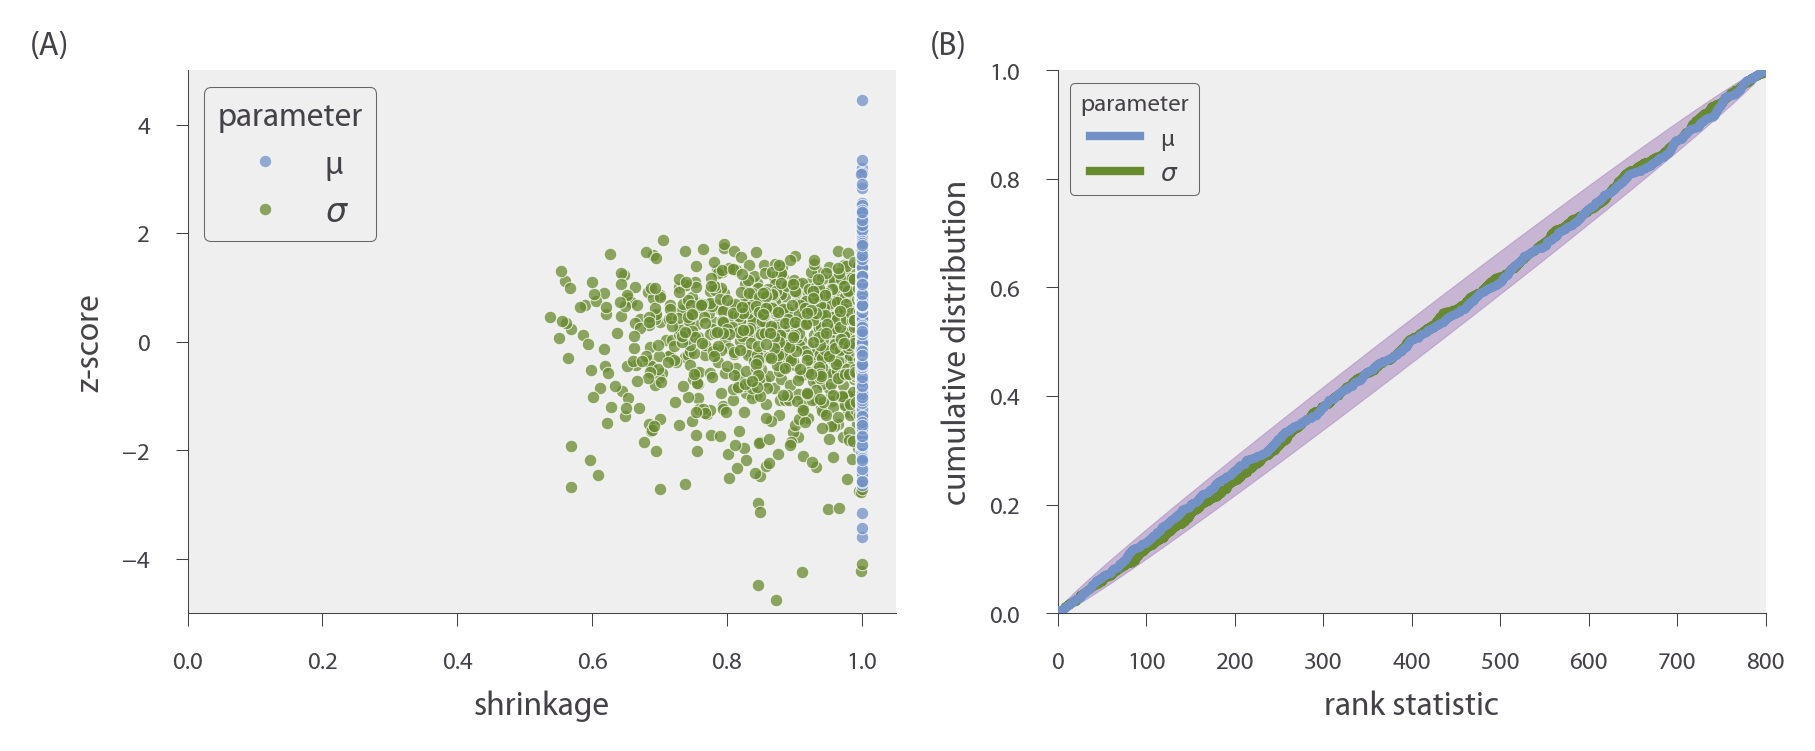 (A)
parameter
μ
σ
4
2
0
−2
−4
z-score
0.0 0.2 0.4 0.6 0.8 1.0
shrinkage
(B)
parameter
μ
σ
1.0
0.8
0.6
0.4
0.2
0.0
cumulative distribution
0 100 200 300 400 500 600 700 800
rank statistic